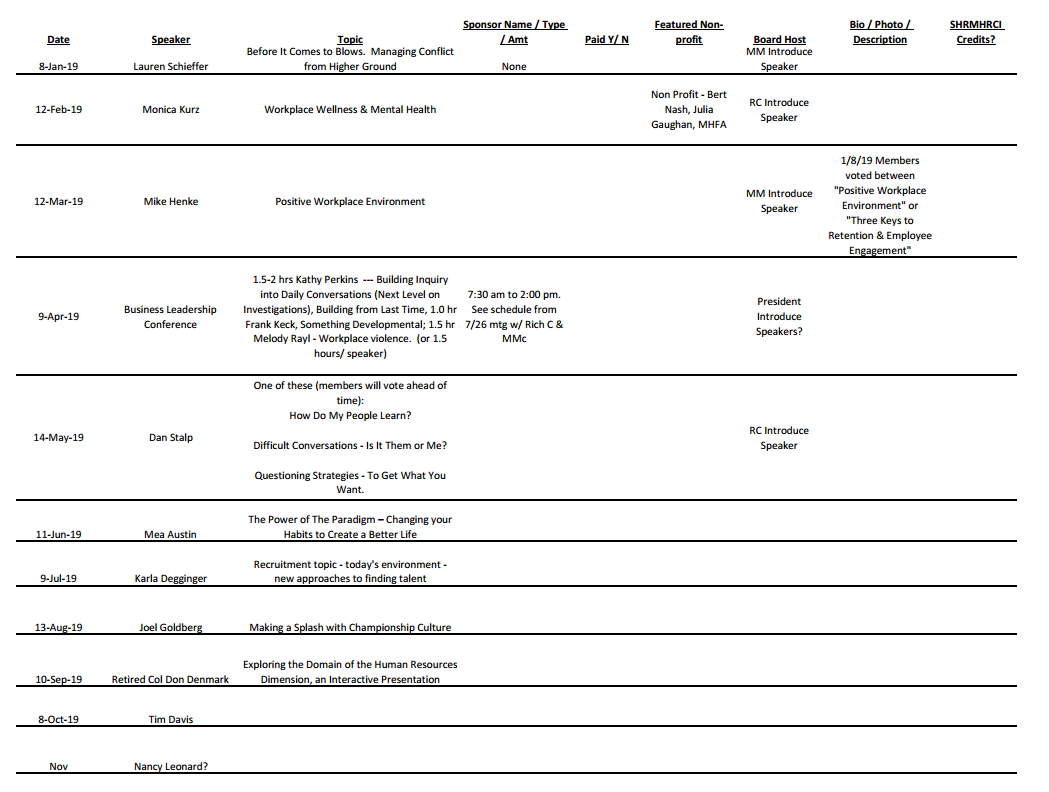 Date
Speaker
Topic
Sponsor Name / Type
/ Amt
Paid Y/ N
Featured Non-
profit
Board Host
Bio / Photo /
Description
SHRMHRCI
Credits?
8-Jan-19
Lauren Schieffer
Before It Comes to Blows.  Managing Conflict
from Higher Ground
None
MM Introduce
Speaker
12-Feb-19
Monica Kurz
Workplace Wellness & Mental Health
Non Profit - Bert
Nash, Julia
Gaughan, MHFA
RC Introduce
Speaker
12-Mar-19
Mike Henke
Positive Workplace Environment
MM Introduce
Speaker
1/8/19 Members
voted between
"Positive Workplace
Environment" or
"Three Keys to
Retention & Employee
Engagement"
9-Apr-19
Business Leadership
Conference
1.5-2 hrs Kathy Perkins  --- Building Inquiry
into Daily Conversations (Next Level on
Investigations), Building from Last Time, 1.0 hr
Frank Keck, Something Developmental; 1.5 hr
Melody Rayl - Workplace violence.  (or 1.5
hours/ speaker)
7:30 am to 2:00 pm.
See schedule from
7/26 mtg w/ Rich C &
MMc
President
Introduce
Speakers?
14-May-19
Dan Stalp
One of these (members will vote ahead of
time):
How Do My People Learn?
Difficult Conversations - Is It Them or Me?
Questioning Strategies - To Get What You
Want.
RC Introduce
Speaker
11-Jun-19
Mea Austin
The Power of The Paradigm – Changing your
Habits to Create a Better Life
9-Jul-19
Karla Degginger
Recruitment topic - today's environment -
new approaches to finding talent
13-Aug-19
Joel Goldberg
Making a Splash with Championship Culture
10-Sep-19
Retired Col Don Denmark
Exploring the Domain of the Human Resources
Dimension, an Interactive Presentation
8-Oct-19
Tim Davis
Nov
Nancy Leonard?